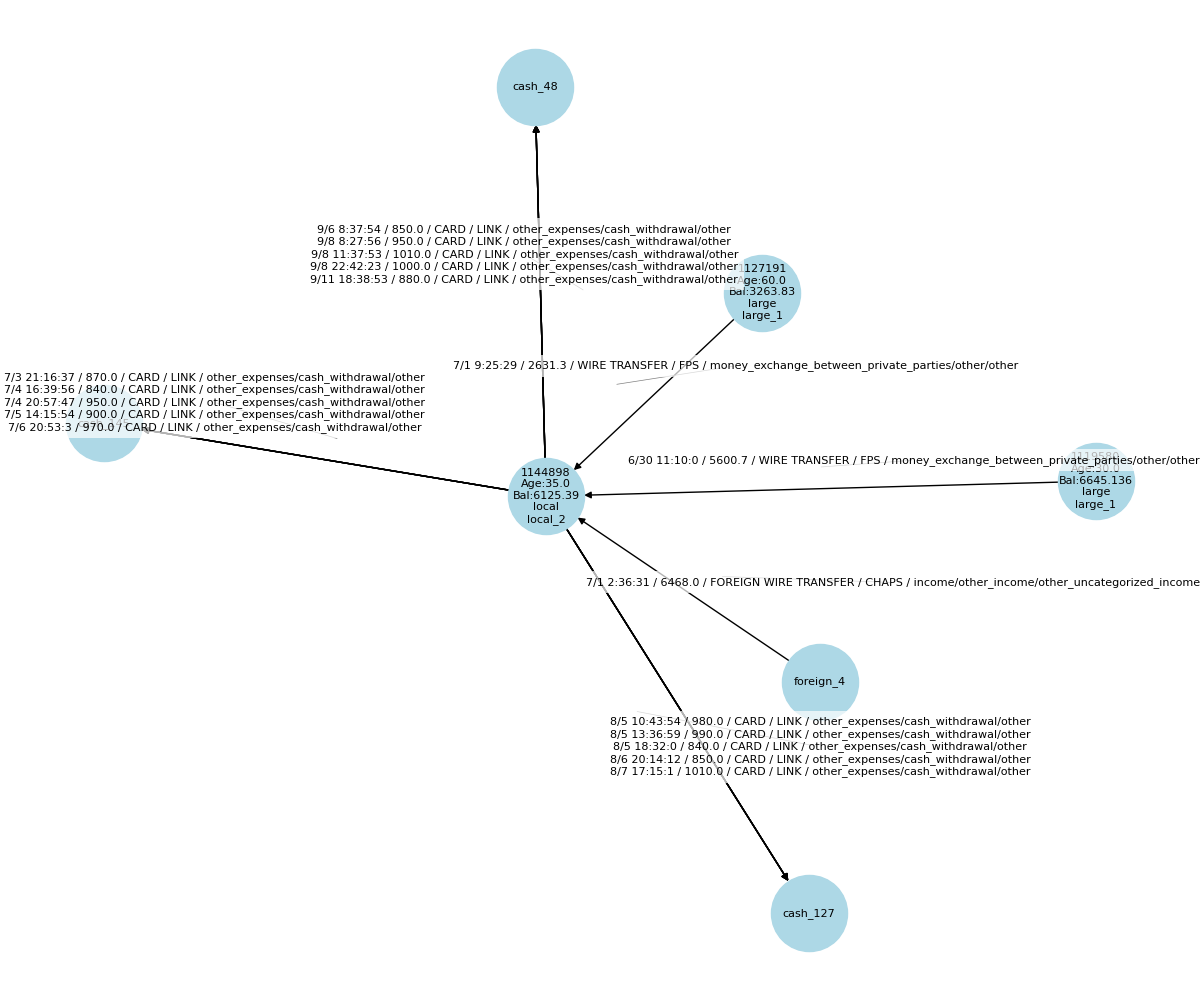 cash_48
9/6 8:37:54 / 850.0 / CARD / LINK / other_expenses/cash_withdrawal/other
9/8 8:27:56 / 950.0 / CARD / LINK / other_expenses/cash_withdrawal/other
9/8 11:37:53 / 1010.0 / CARD / LINK / other_expenses/cash_withdrawal/other
9/8 22:42:23 / 1000.0 / CARD / LINK / other_expenses/cash_withdrawal/other
9/11 18:38:53 / 880.0 / CARD / LINK / other_expenses/cash_withdrawal/other
1127191
Age:60.0
Bal:3263.83
large
large_1
7/1 9:25:29 / 2631.3 / WIRE TRANSFER / FPS / money_exchange_between_private_parties/other/other
7/3 21:16:37 / 870.0 / CARD / LINK / other_expenses/cash_withdrawal/other
7/4 16:39:56 / 840.0 / CARD / LINK / other_expenses/cash_withdrawal/other
7/4 20:57:47 / 950.0 / CARD / LINK / other_expenses/cash_withdrawal/other
7/5 14:15:54 / 900.0 / CARD / LINK / other_expenses/cash_withdrawal/other
7/6 20:53:3 / 970.0 / CARD / LINK / other_expenses/cash_withdrawal/other
6/30 11:10:0 / 5600.7 / WIRE TRANSFER / FPS / money_exchange_between_private_parties/other/other
1119580
Age:30.0
Bal:6645.136
large
large_1
1144898
Age:35.0
Bal:6125.39
local
local_2
7/1 2:36:31 / 6468.0 / FOREIGN WIRE TRANSFER / CHAPS / income/other_income/other_uncategorized_income
foreign_4
8/5 10:43:54 / 980.0 / CARD / LINK / other_expenses/cash_withdrawal/other
8/5 13:36:59 / 990.0 / CARD / LINK / other_expenses/cash_withdrawal/other
8/5 18:32:0 / 840.0 / CARD / LINK / other_expenses/cash_withdrawal/other
8/6 20:14:12 / 850.0 / CARD / LINK / other_expenses/cash_withdrawal/other
8/7 17:15:1 / 1010.0 / CARD / LINK / other_expenses/cash_withdrawal/other
cash_127